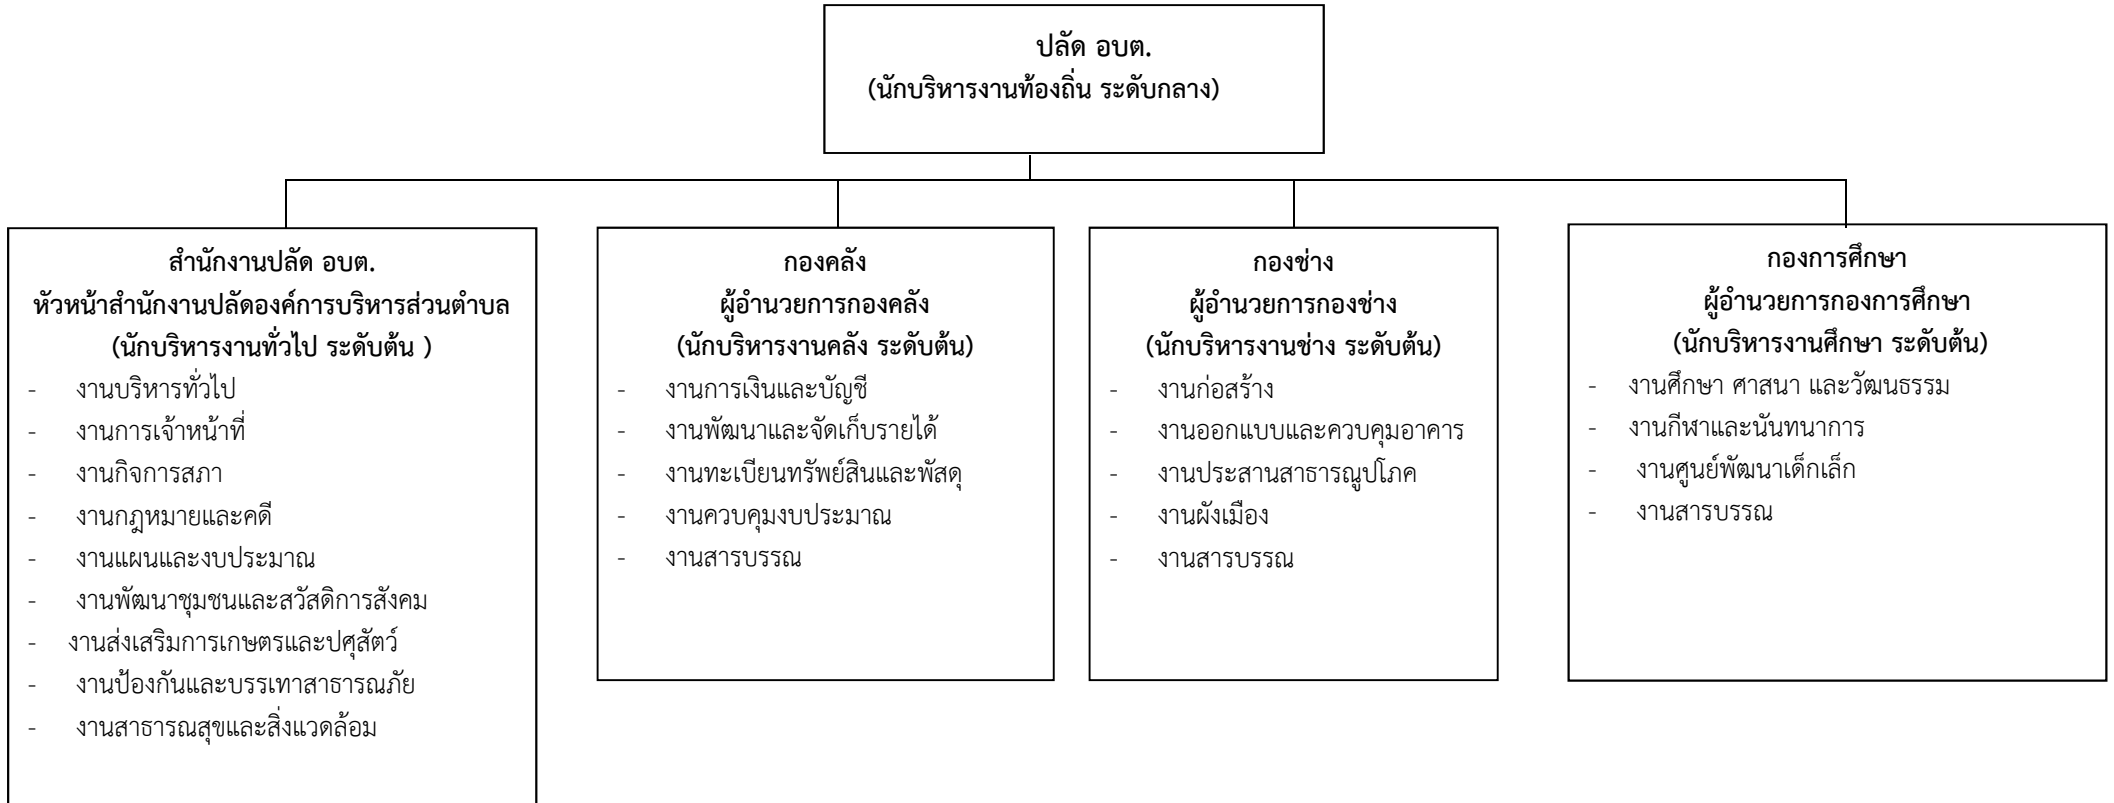 ปลัด อบต.
(นักบริหารงานท้องถิ่น ระดับกลาง)
สำนักงานปลัด อบต.
หัวหน้าสำนักงานปลัดองค์การบริหารส่วนตำบล
(นักบริหารงานทั่วไป ระดับต้น )
- งานบริหารทั่วไป
- งานการเจ้าหน้าที่
- งานกิจการสภา
- งานกฎหมายและคดี
- งานแผนและงบประมาณ
- งานพัฒนาชุมชนและสวัสดิการสังคม
- งานส่งเสริมการเกษตรและปศุสัตว์
- งานป้องกันและบรรเทาสาธารณภัย
- งานสาธารณสุขและสิ่งแวดล้อม
กองคลัง
ผู้อำนวยการกองคลัง
(นักบริหารงานคลัง ระดับต้น)
- งานการเงินและบัญชี
- งานพัฒนาและจัดเก็บรายได้
- งานทะเบียนทรัพย์สินและพัสดุ
- งานควบคุมงบประมาณ
- งานสารบรรณ
กองช่าง
ผู้อำนวยการกองช่าง
(นักบริหารงานช่าง ระดับต้น)
- งานก่อสร้าง
- งานออกแบบและควบคุมอาคาร
- งานประสานสาธารณูปโภค
- งานผังเมือง
- งานสารบรรณ
กองการศึกษา
ผู้อำนวยการกองการศึกษา
(นักบริหารงานศึกษา ระดับต้น)
- งานศึกษา ศาสนา และวัฒนธรรม
- งานกีฬาและนันทนาการ
- งานศูนย์พัฒนาเด็กเล็ก
- งานสารบรรณ